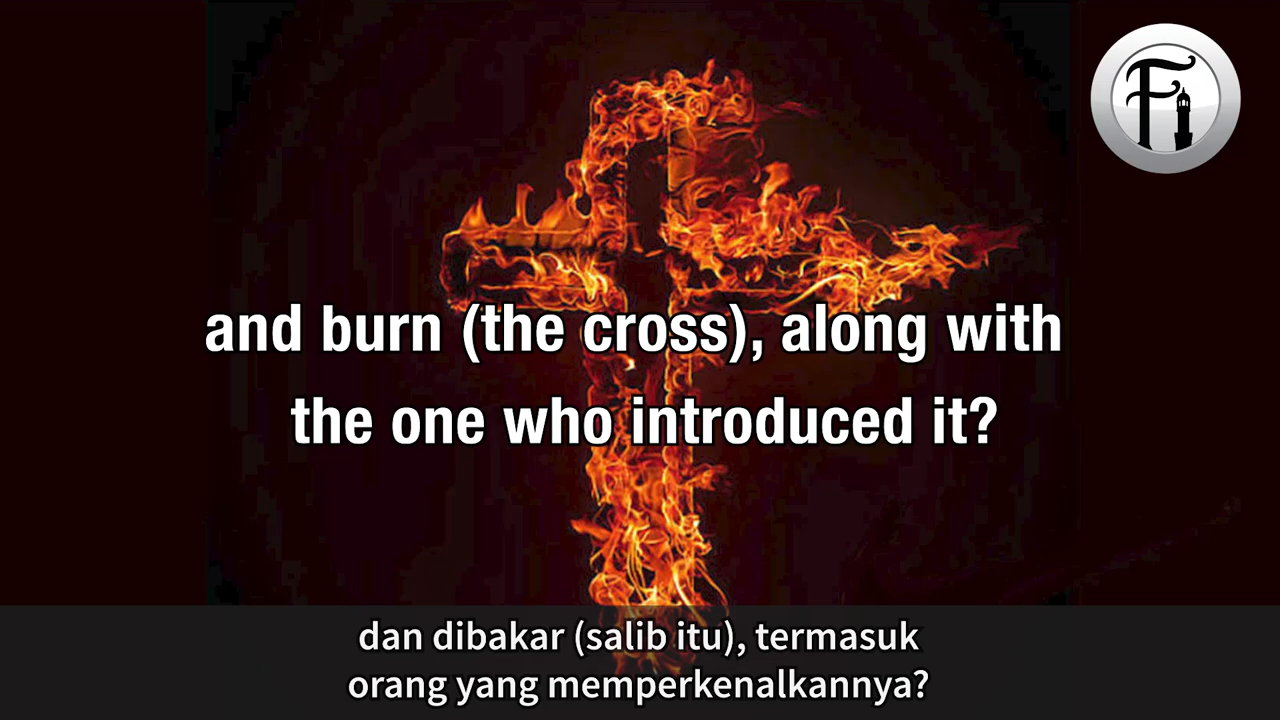 Fi
and burn (the cross), along with
the one who introduced it?
dan dibakar (salib itu), termasuk
orang yang memperkenalkannya?